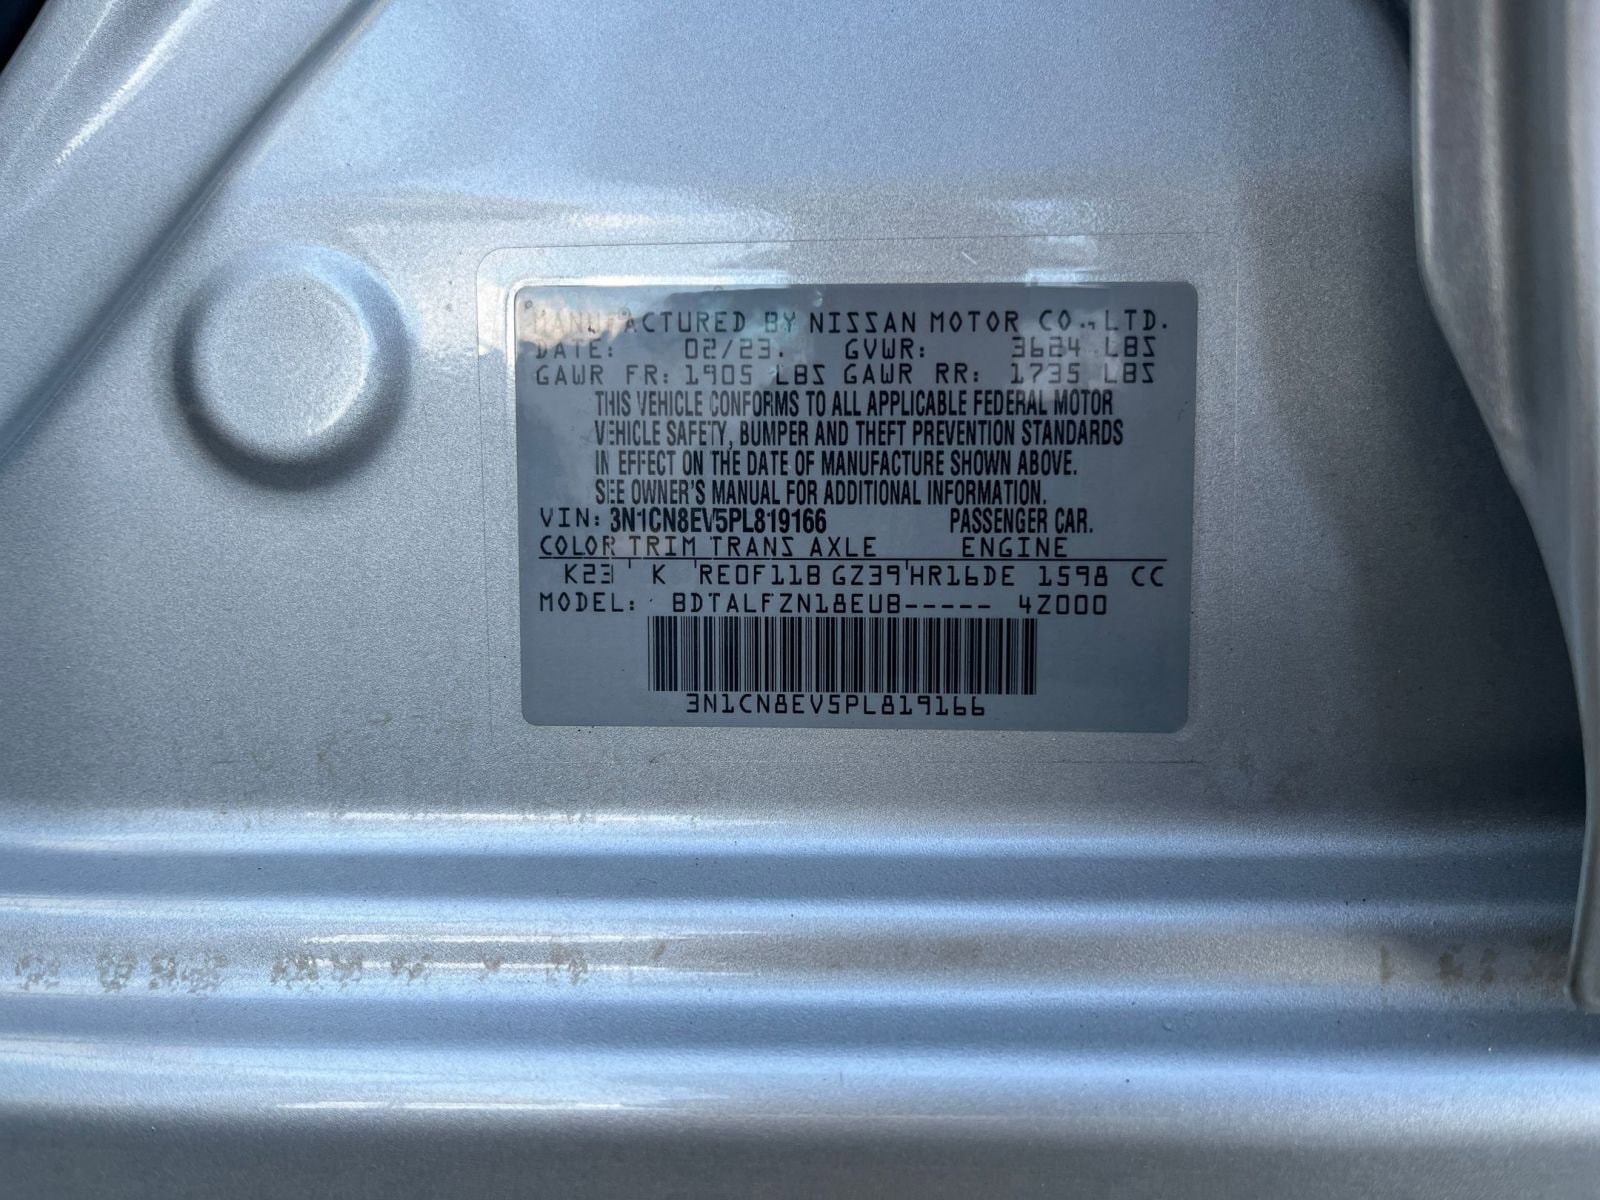 MANUFACTURED BY NISSAN MOTOR CO., LTD.
DATE: 02/23. GVWR: 3624 LBS
GAWR FR: 1905 LBS GAWR RR: 1735 LBS
THIS VEHICLE CONFORMS TO ALL APPLICABLE FEDERAL MOTOR
VEHICLE SAFETY, BUMPER AND THEFT PREVENTION STANDARDS
IN EFFECT ON THE DATE OF MANUFACTURE SHOWN ABOVE.
SEE OWNER'S MANUAL FOR ADDITIONAL INFORMATION.
VIN: 3N1CN8EV5PL819166 PASSENGER CAR.
COLOR TRIM TRANS AXLE ENGINE
K23 ' K 'RE0F11B GZ39'HR16DE 1598 CC
MODEL: BDTALFZN18EUB----- 4Z000
3N1CN8EV5PL819166